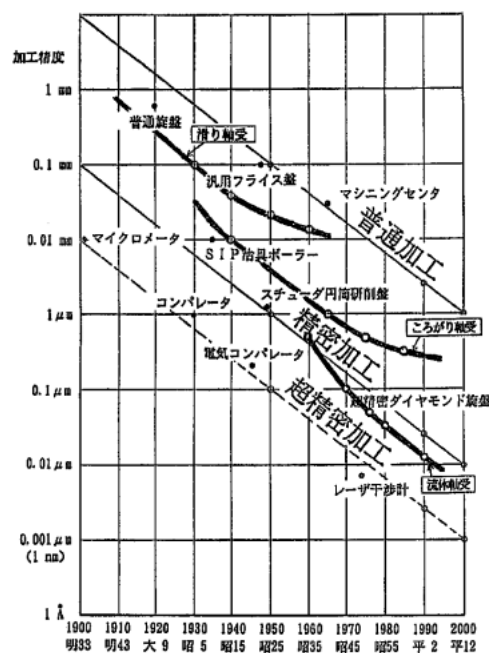 加工精度
1 mm
普通旋盤
滑り軸受
0.1 mm
汎用フライス盤
マシニングセンタ
普通加工
0.01 mm
マイクロメータ
SIP治具ボーラー
コンパレータ
スチューダ円筒研削盤
1 μm
精密加工
ころがり軸受
電気コンパレータ
0.1 μm
超精密加工
超精密ダイヤモンド旋盤
0.01 μm
レーザ干渉計
流体軸受
0.001 μm
(1 nm)
1 Å
1900 1910 1920 1930 1940 1950 1960 1970 1980 1990 2000
明33 明43 大9 昭5 昭15 昭25 昭35 昭45 昭55 平2 平12